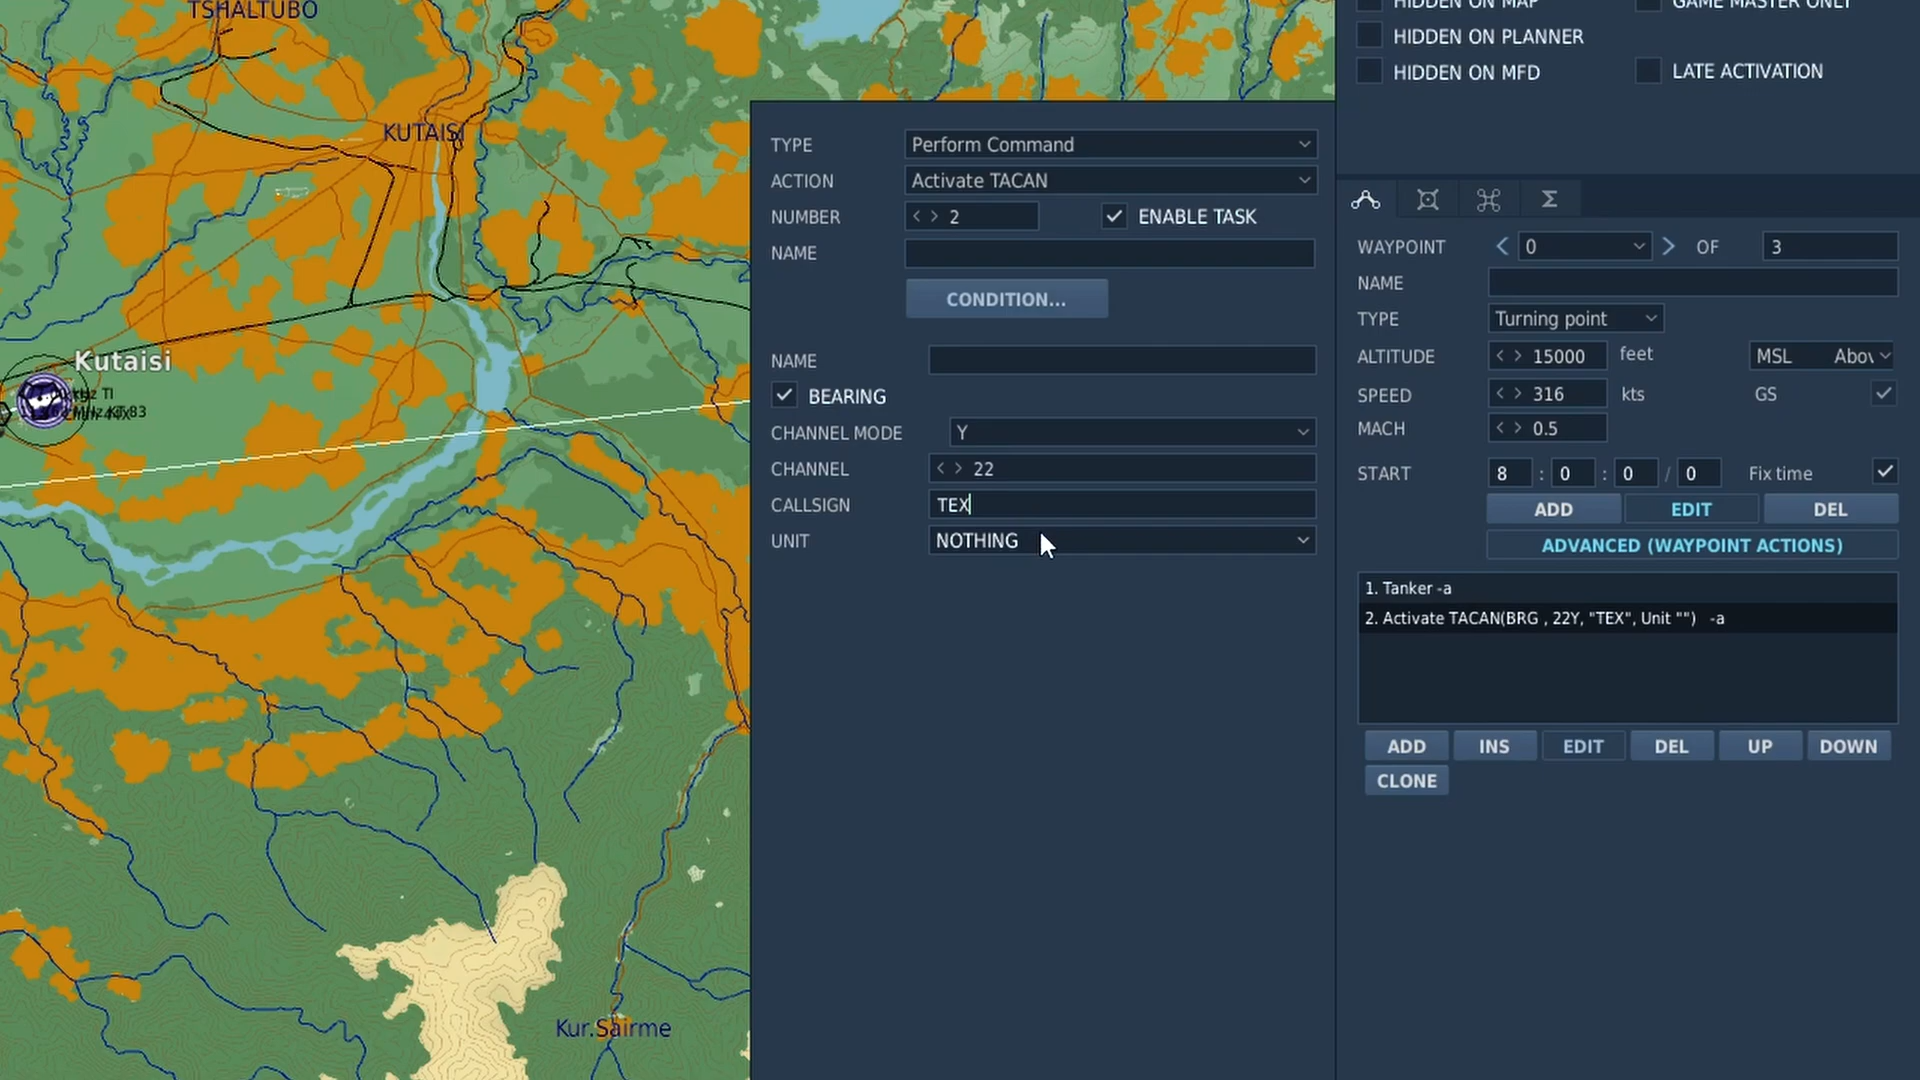 TSHALTUBO
KUTAISI
Kutaisi
Kur.Sairme
TYPE
Perform Command
ACTION
Activate TACAN
NUMBER
2
ENABLE TASK
NAME
CONDITION...
NAME
BEARING
CHANNEL MODE
Y
CHANNEL
22
CALLSIGN
TEX
UNIT
NOTHING
HIDDEN ON MAP
GAME MASTER ONLY
HIDDEN ON PLANNER
HIDDEN ON MFD
LATE ACTIVATION
WAYPOINT
0
OF
3
NAME
TYPE
Turning point
ALTITUDE
15000
feet
MSL
Abov
SPEED
316
kts
GS
MACH
0.5
START
8 : 0 : 0 / 0
Fix time
ADD
EDIT
DEL
ADVANCED (WAYPOINT ACTIONS)
1. Tanker -a
2. Activate TACAN(BRG , 22Y, "TEX", Unit "") -a
ADD
INS
EDIT
DEL
UP
DOWN
CLONE